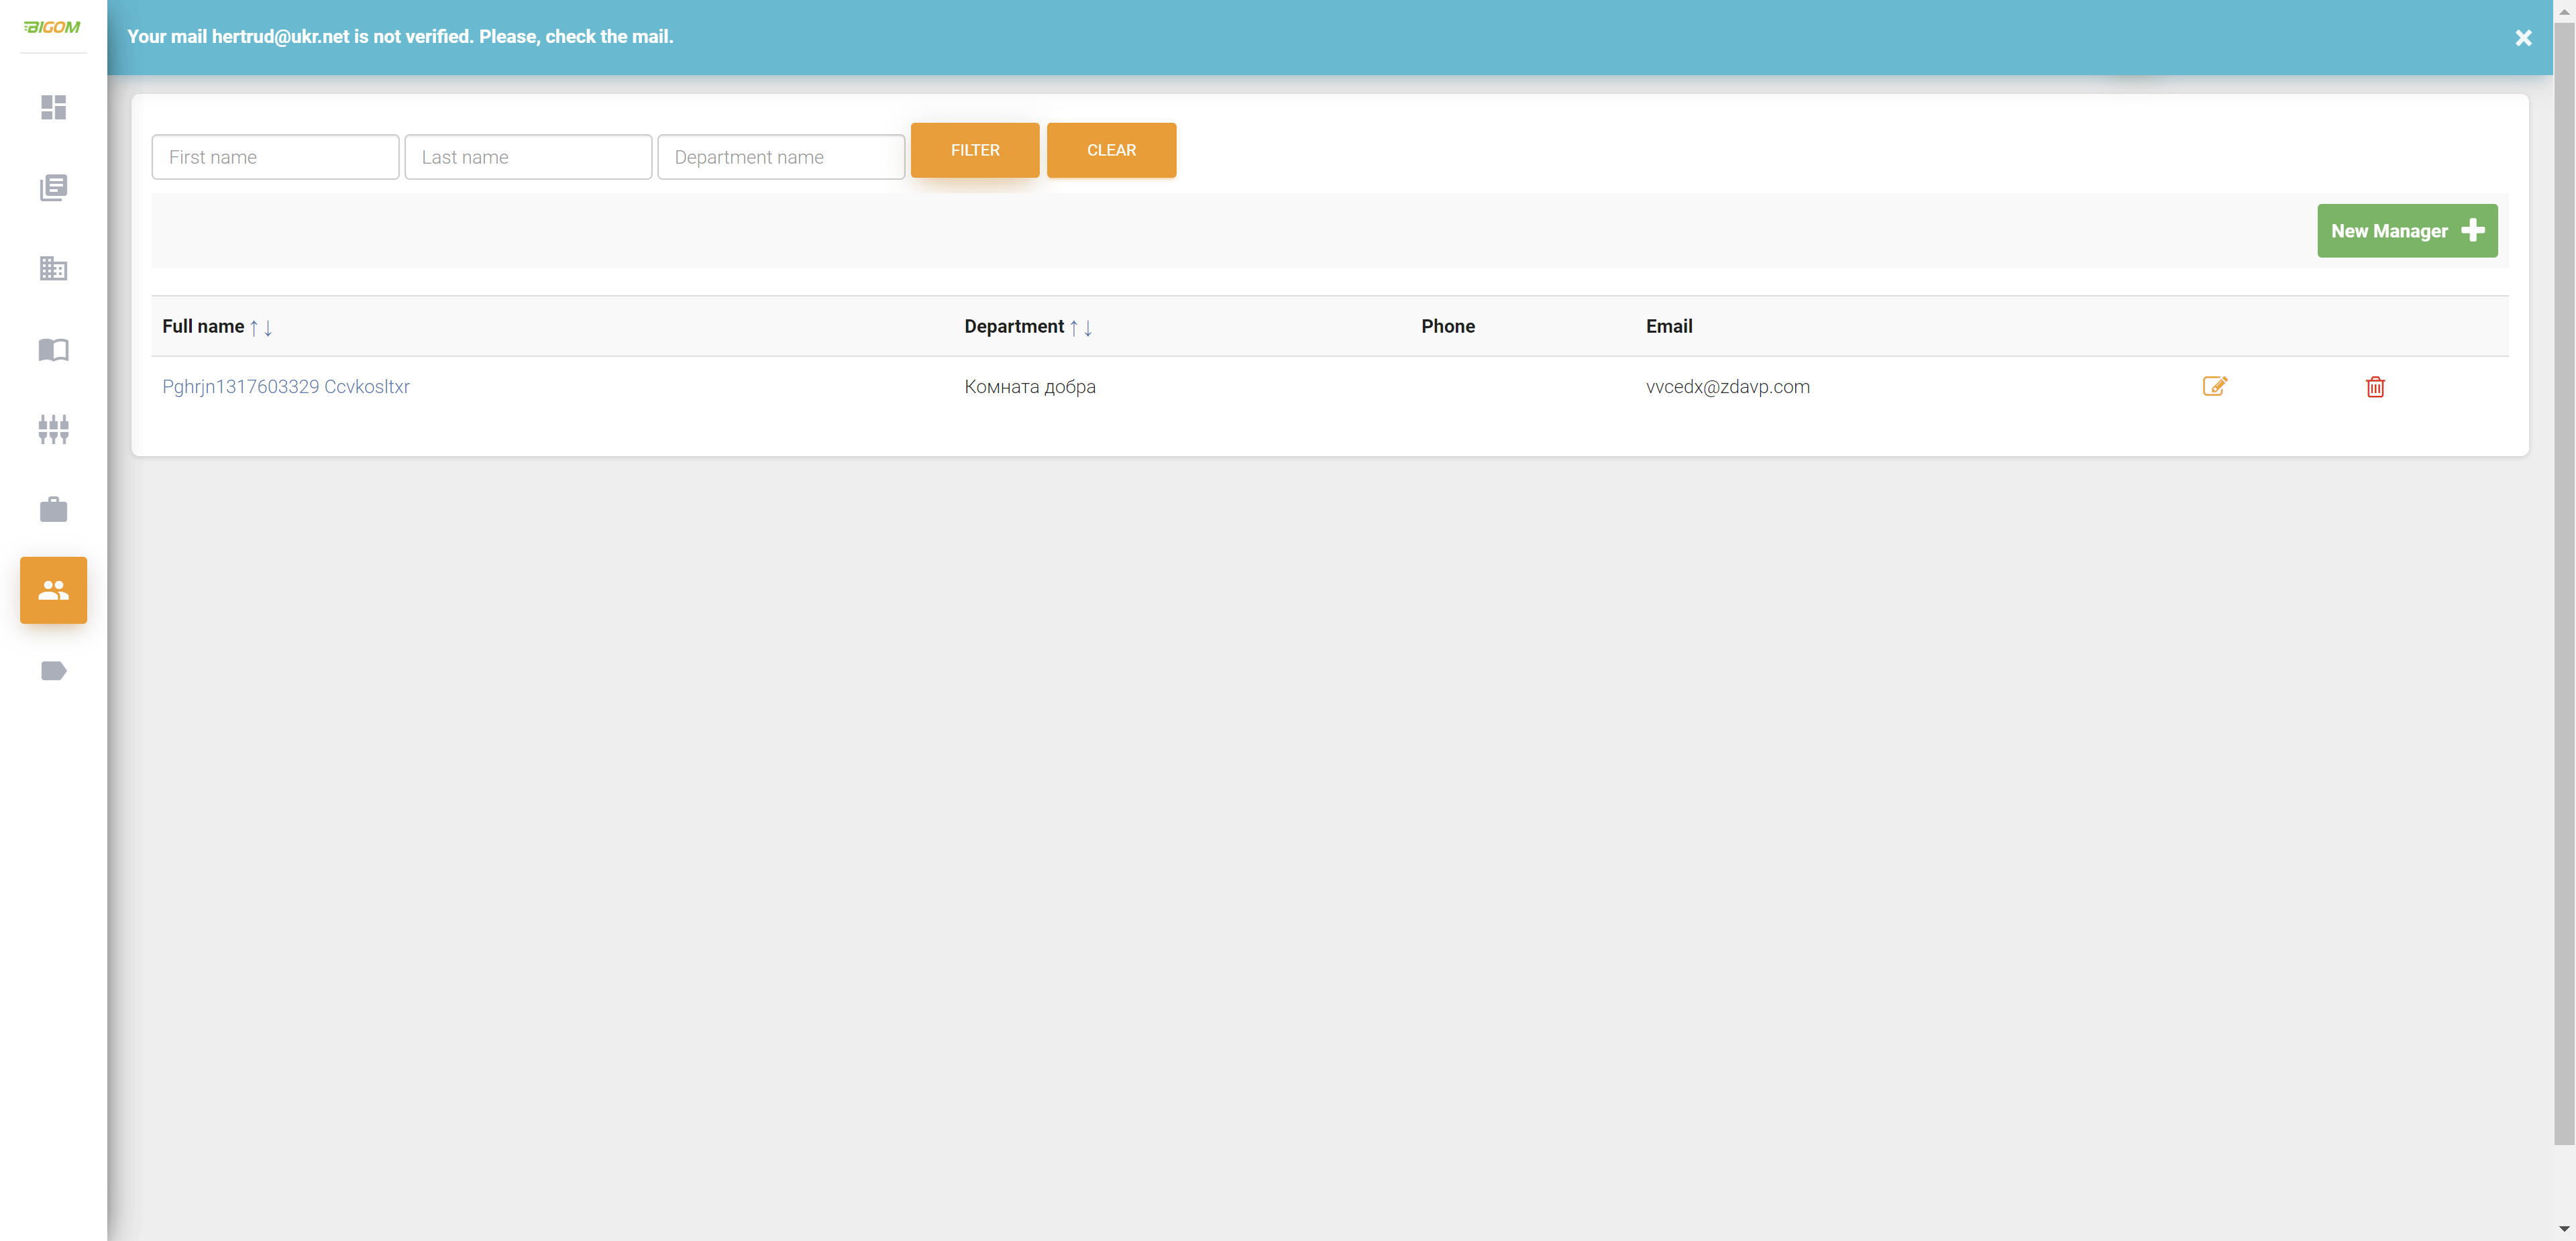 BIGOM
Your mail hertrud@ukr.net is not verified. Please, check the mail.
First name
Last name
Department name
FILTER
CLEAR
New Manager
Full name ↑↓ Department ↑↓ Phone Email
Pghrjn1317603329 Ccvkosltxr Комната добра vvcedx@zdavp.com